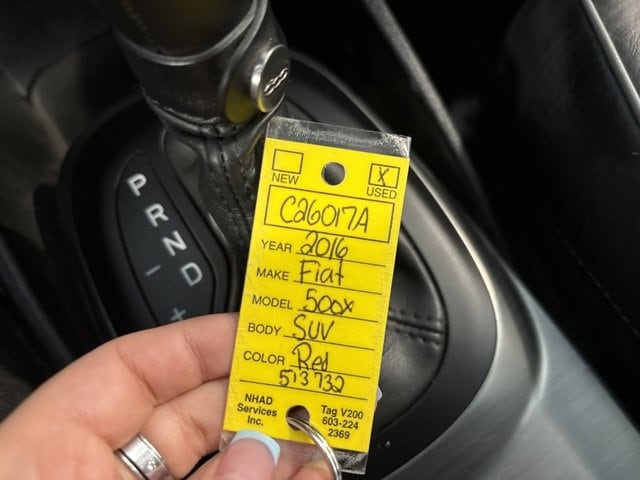 P
R
N
D
−
+
500
NEW
X
USED
C26017A
YEAR 2016
MAKE Fiat
MODEL 500x
BODY SUV
COLOR Red
513732
NHAD
Services
Inc.
Tag V200
603-224
2369